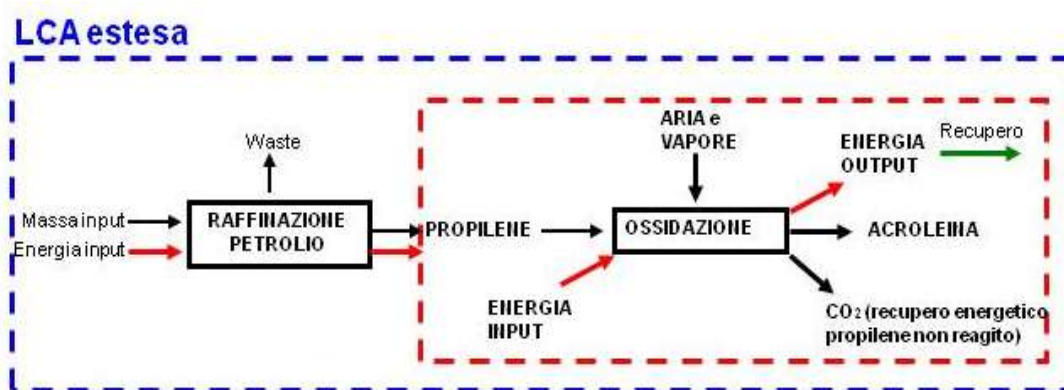 LCA estesa
Waste
Massa input
Energia input
RAFFINAZIONE
PETROLIO
PROPILENE
ARIA e
VAPORE
OSSIDAZIONE
ENERGIA
INPUT
ENERGIA
OUTPUT
Recupero
ACROLEINA
CO₂ (recupero energetico
propilene non reagito)